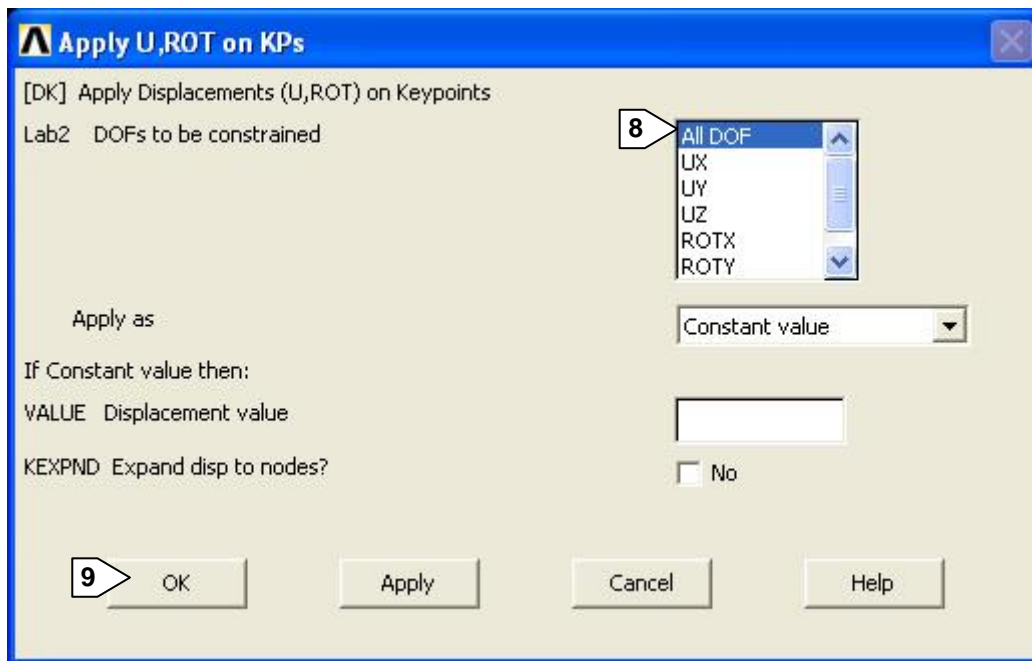 Apply U,ROT on KPs
[DK] Apply Displacements (U,ROT) on Keypoints
Lab2 DOFs to be constrained
8
All DOF
UX
UY
UZ
ROTX
ROTY
Apply as
Constant value
If Constant value then:
VALUE Displacement value
KEXPND Expand disp to nodes?
No
9
OK
Apply
Cancel
Help